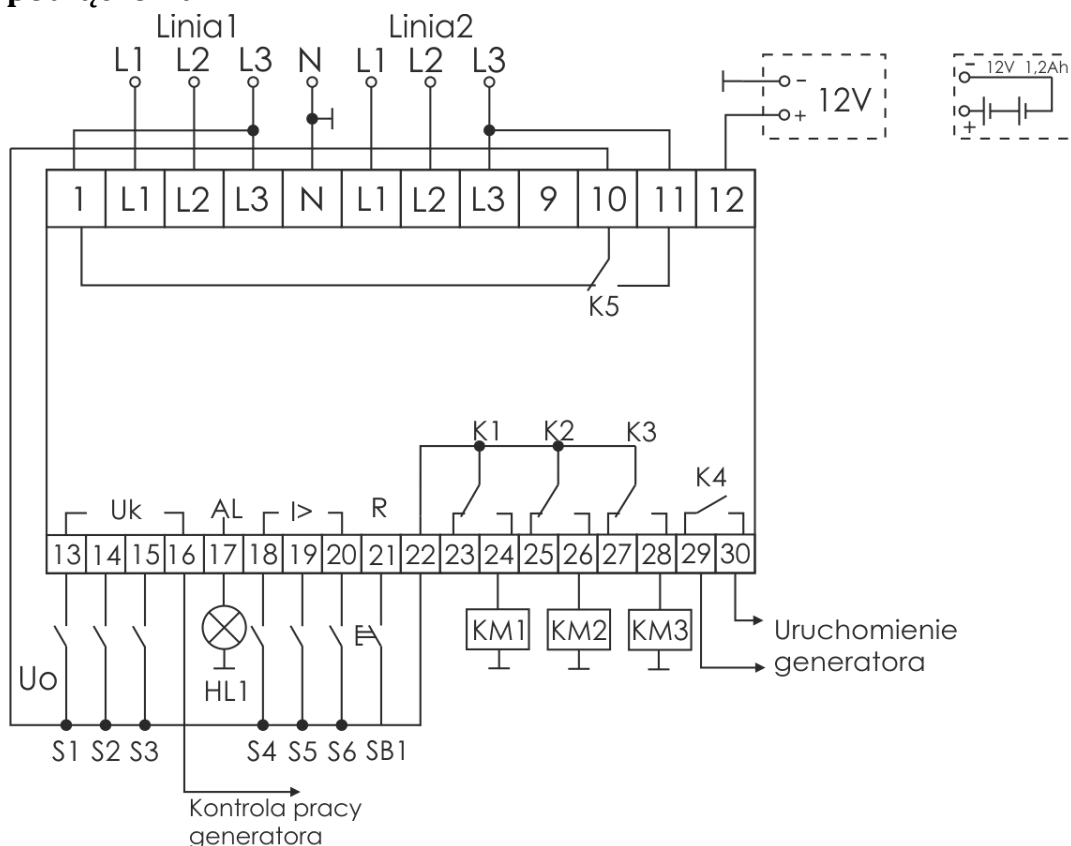 Linia1 Linia2
L1 L2 L3 N L1 L2 L3
- 12V +
- 12V 1,2Ah +
1 L1 L2 L3 N L1 L2 L3 9 10 11 12
K5
K1 K2 K3
K4
Uk AL I> R
13 14 15 16 17 18 19 20 21 22 23 24 25 26 27 28 29 30
KM1 KM2 KM3
Uruchomienie
generatora
Uo
HL1
S1 S2 S3 S4 S5 S6 SB1
Kontrola pracy
generatora